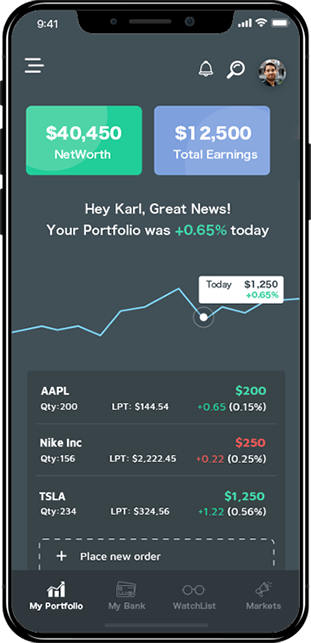 9:41
$40,450
NetWorth
$12,500
Total Earnings
Hey Karl, Great News!
Your Portfolio was +0.65% today
Today $1,250
+0.65%
AAPL $200
Qty:200 LPT: $144.54 +0.65 (0.15%)
Nike Inc $250
Qty:156 LPT: $2,222.45 +0.22 (0.25%)
TSLA $1,250
Qty:234 LPT: $324,56 +1.22 (0.56%)
+ Place new order
My Portfolio My Bank WatchList Markets